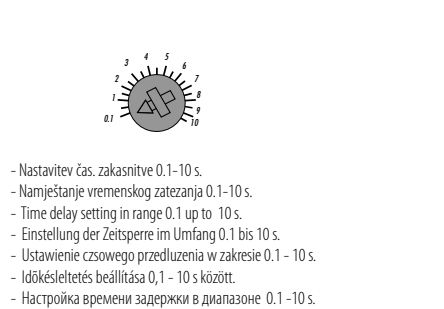 0.1
1
2
3
4
5
6
7
8
9
10
- Nastavitev čas. zakasnitve 0.1-10 s.
- Namještanje vremenskog zatezanja 0.1-10 s.
- Time delay setting in range 0.1 up to 10 s.
- Einstellung der Zeitsperre im Umfang 0.1 bis 10 s.
- Ustawienie czsowego przedluzenia w zakresie 0.1 - 10 s.
- Idõkésleltetés beállítása 0,1 - 10 s között.
- Настройка времени задержки в диапазоне 0.1 -10 s.